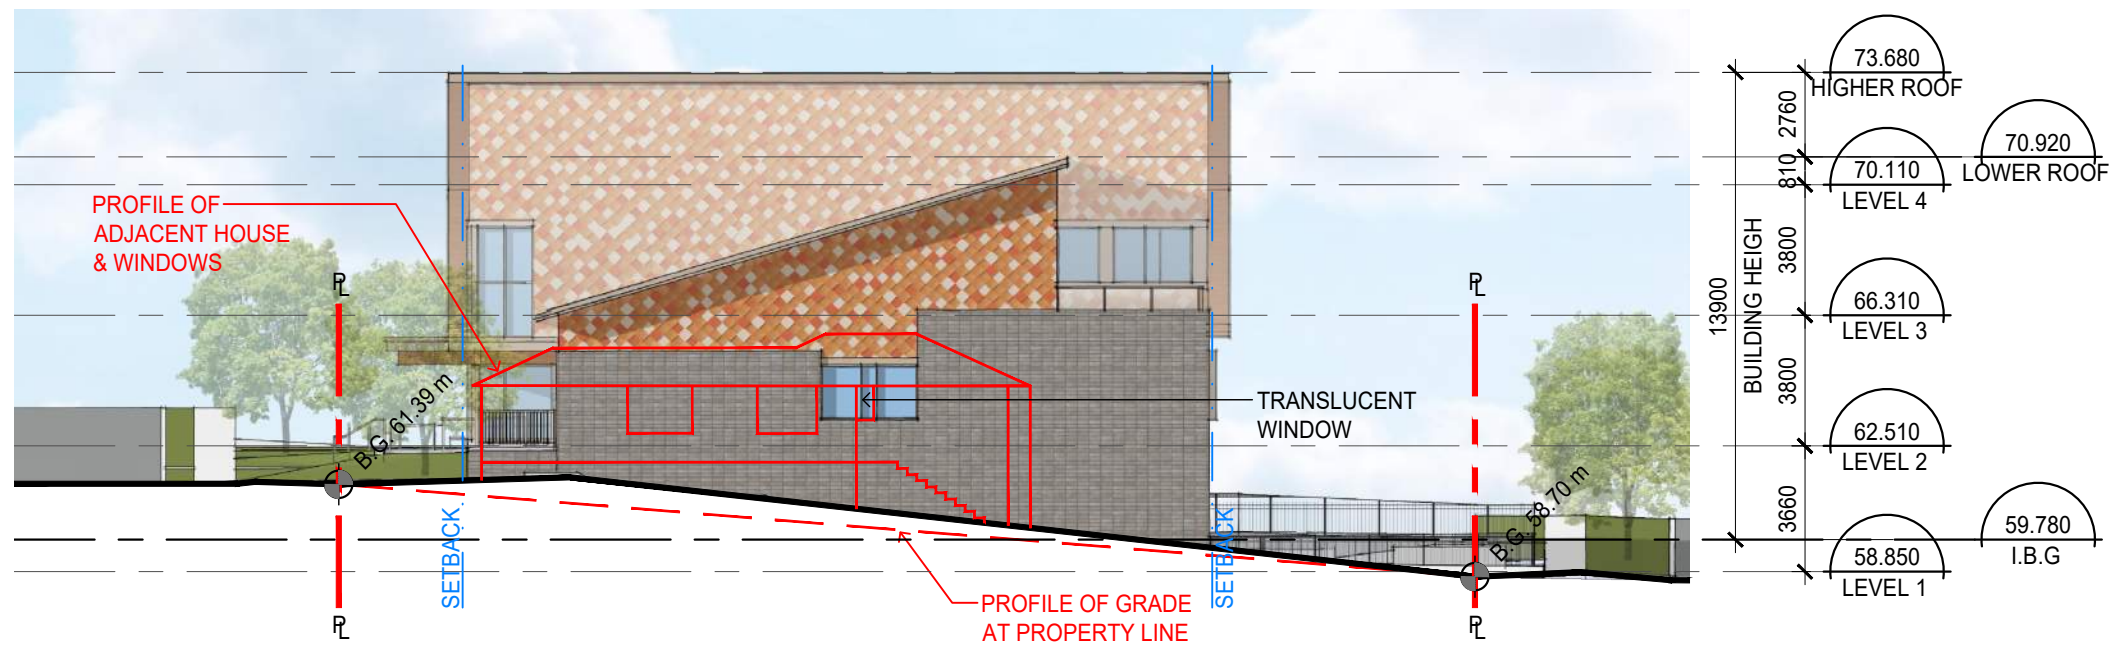 73.680
HIGHER ROOF
2760
70.920
LOWER ROOF
810
70.110
LEVEL 4
PROFILE OF
ADJACENT HOUSE
& WINDOWS
3800
13900
BUILDING HEIGH
66.310
LEVEL 3
PL
PL
3800
B.G. 61.39 m
TRANSLUCENT
WINDOW
62.510
LEVEL 2
B.G. 58.70 m
3660
59.780
I.B.G
SETBACK
SETBACK
58.850
LEVEL 1
PROFILE OF GRADE
AT PROPERTY LINE
PL
PL